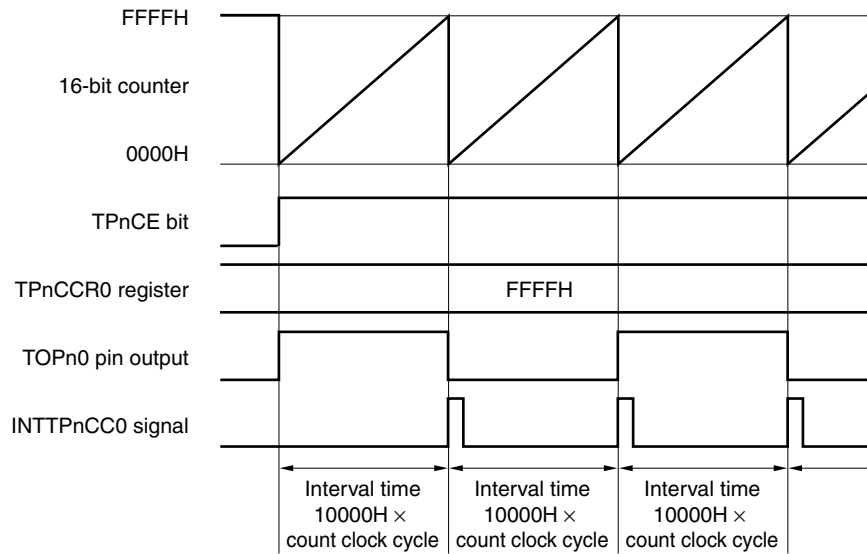 FFFFH
16-bit counter
0000H
TPnCE bit
TPnCCR0 register
FFFFH
TOPn0 pin output
INTTPnCC0 signal
Interval time
10000H ×
count clock cycle
Interval time
10000H ×
count clock cycle
Interval time
10000H ×
count clock cycle